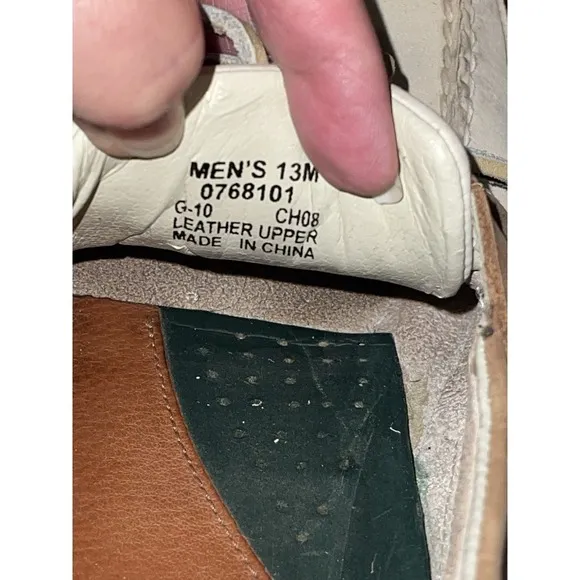 MEN'S 13M
0768101
G-10 CH08
LEATHER UPPER
MADE IN CHINA